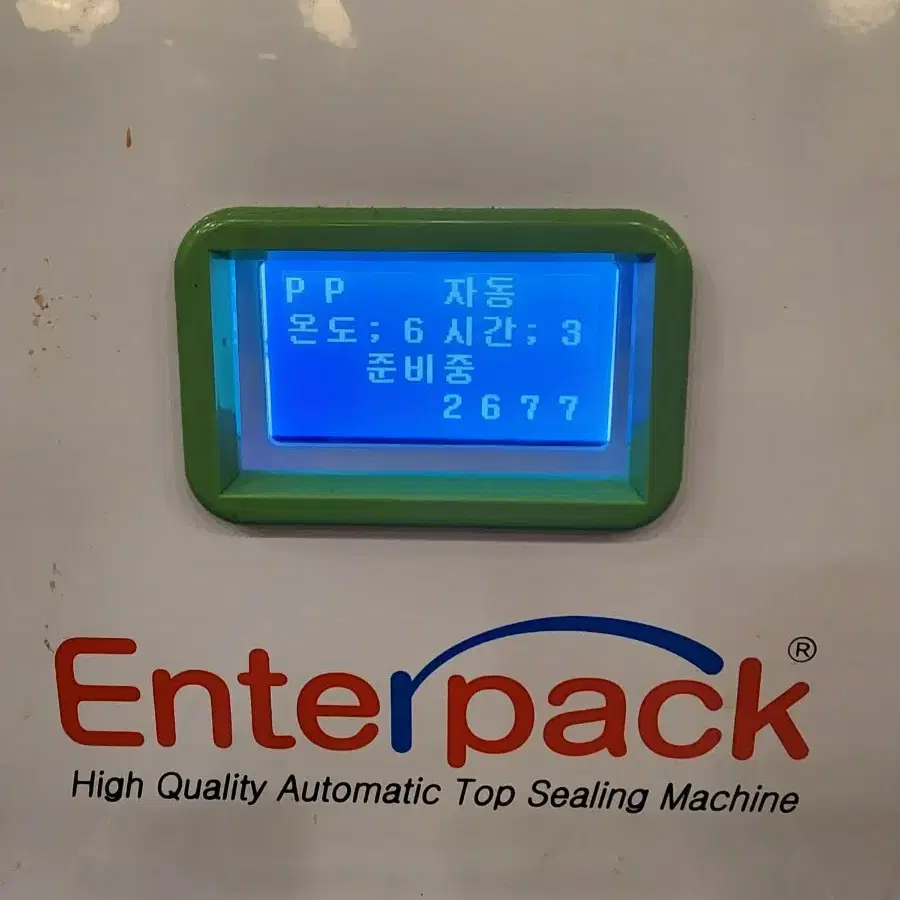 PP 자동
온도; 6 시간; 3
준비중
2677
Enterpack®
High Quality Automatic Top Sealing Machine